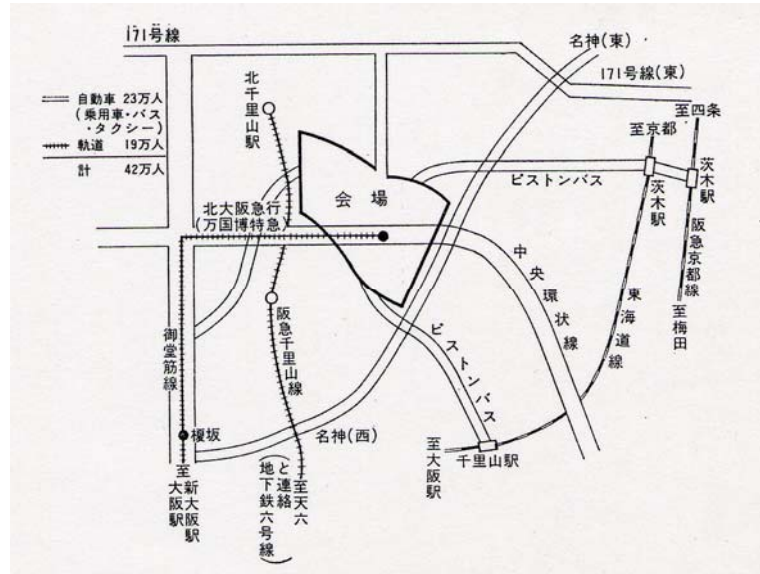 171号線
名神(東)
171号線(東)
自動車 23万人
(乗用車・バス
・タクシー)
軌道 19万人
計 42万人
北千里山駅
至四条
至京都
ピストンバス
茨木駅
茨木駅
会場
北大阪急行
(万国博特急)
中央環状線
阪急京都線
東海道線
至梅田
御堂筋線
阪急千里山線
ピストンバス
榎坂
名神(西)
至大阪駅
千里山駅
至新大阪駅
大阪駅
至天六
(地下鉄六号線
と連絡)